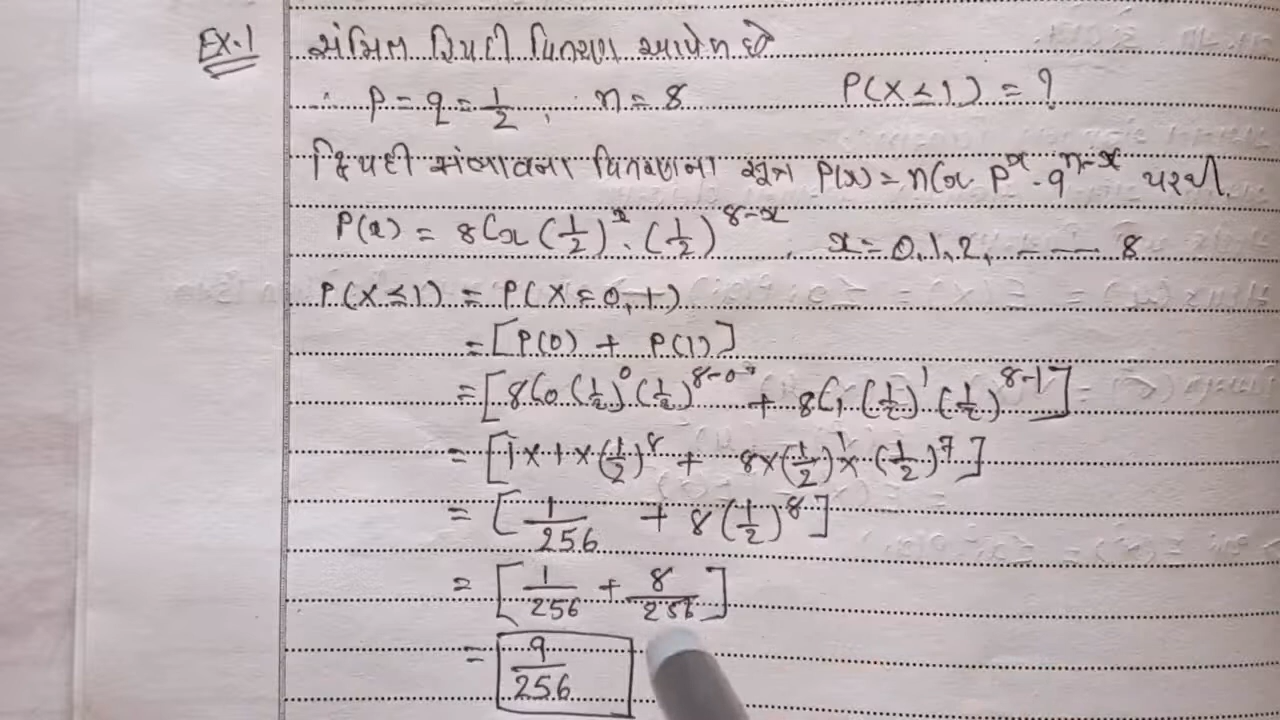 Ex.1 સંમિત દ્વિપદી વિતરણ આપેલ છે
∴ p = q = 1/2, n = 8 P(X ≤ 1) = ?
દ્વિપદી સંભાવના વિતરણના સૂત્ર P(x) = nCx p^x · q^n-x પરથી
P(x) = 8Cx (1/2)^x · (1/2)^8-x, x = 0, 1, 2, - - - 8
P(X ≤ 1) = P(X = 0, 1)
= [P(0) + P(1)]
= [8C0 (1/2)^0 (1/2)^8-0 + 8C1 (1/2)^1 (1/2)^8-1]
= [1 × 1 × (1/2)^8 + 8 × (1/2)^1 × (1/2)^7]
= [1/256 + 8 (1/2)^8]
= [1/256 + 8/256]
= 9/256